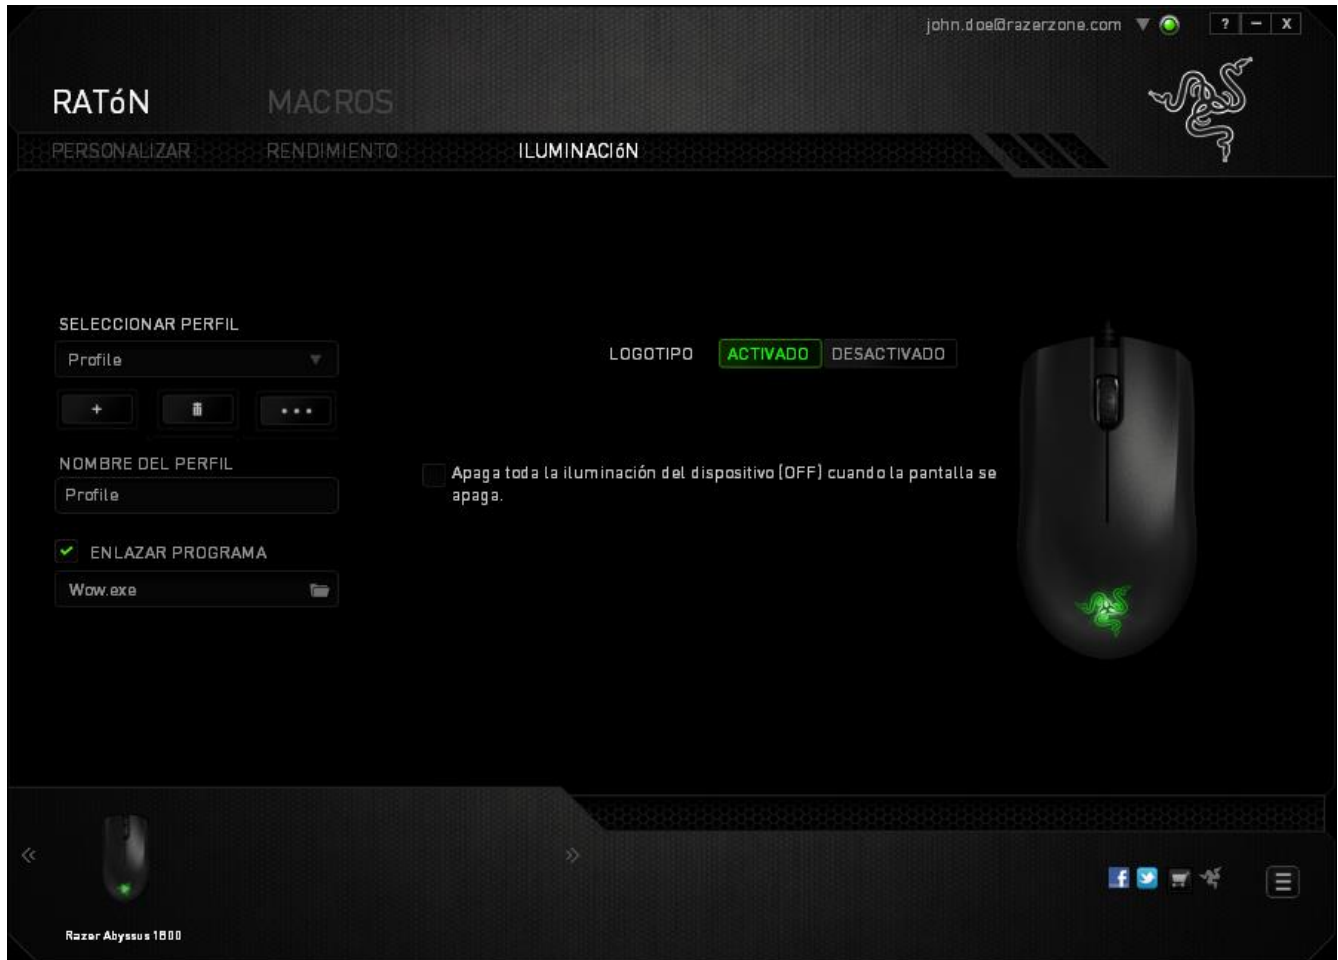 john.doe@razerzone.com
? – X
RATóN MACROS
PERSONALIZAR RENDIMIENTO ILUMINACIóN
SELECCIONAR PERFIL
Profile
LOGOTIPO ACTIVADO DESACTIVADO
+
NOMBRE DEL PERFIL
Profile
Apaga toda la iluminación del dispositivo (OFF) cuando la pantalla se
apaga.
ENLAZAR PROGRAMA
Wow.exe
Razer Abyssus 1800